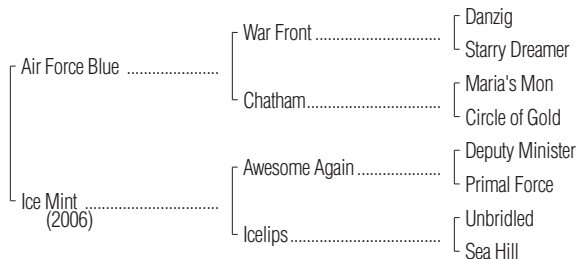 Danzig
War Front ....................................
Starry Dreamer
Air Force Blue ..........................
Maria's Mon
Chatham.......................................
Circle of Gold
Deputy Minister
Awesome Again ........................
Primal Force
Ice Mint ......................................
(2006)
Unbridled
Icelips...........................................
Sea Hill